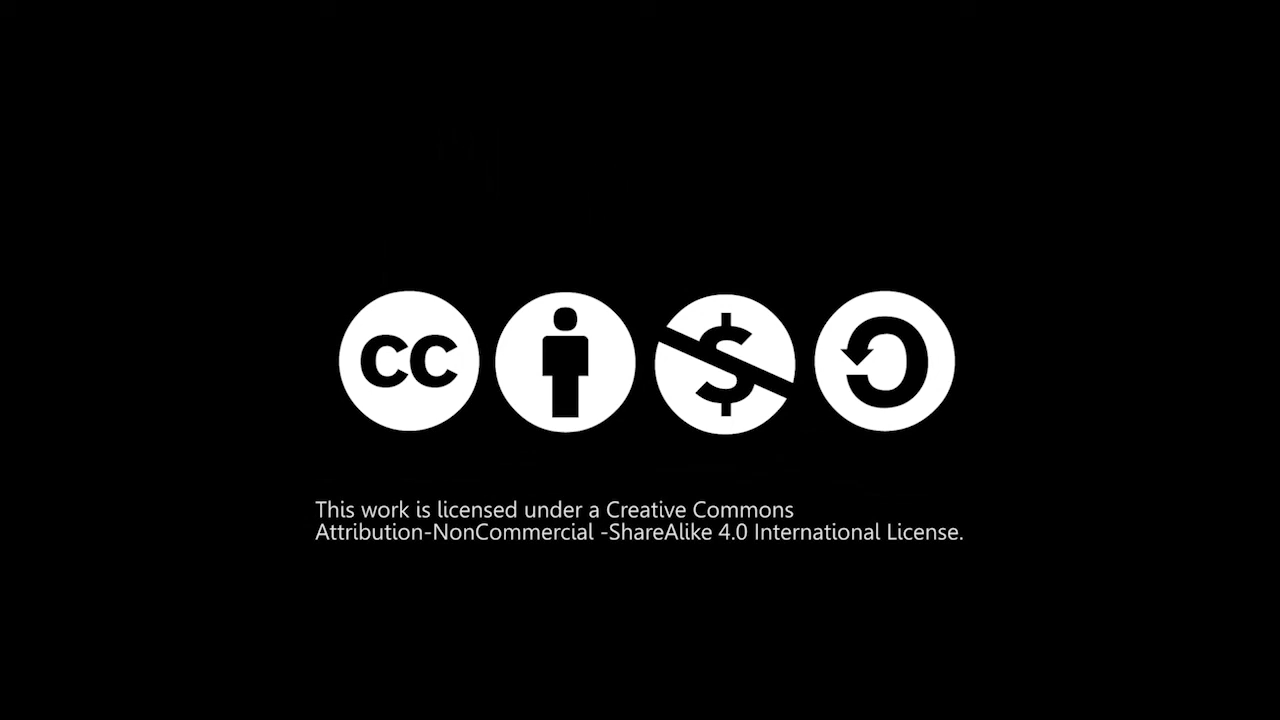 cc
$
This work is licensed under a Creative Commons
Attribution-NonCommercial -ShareAlike 4.0 International License.